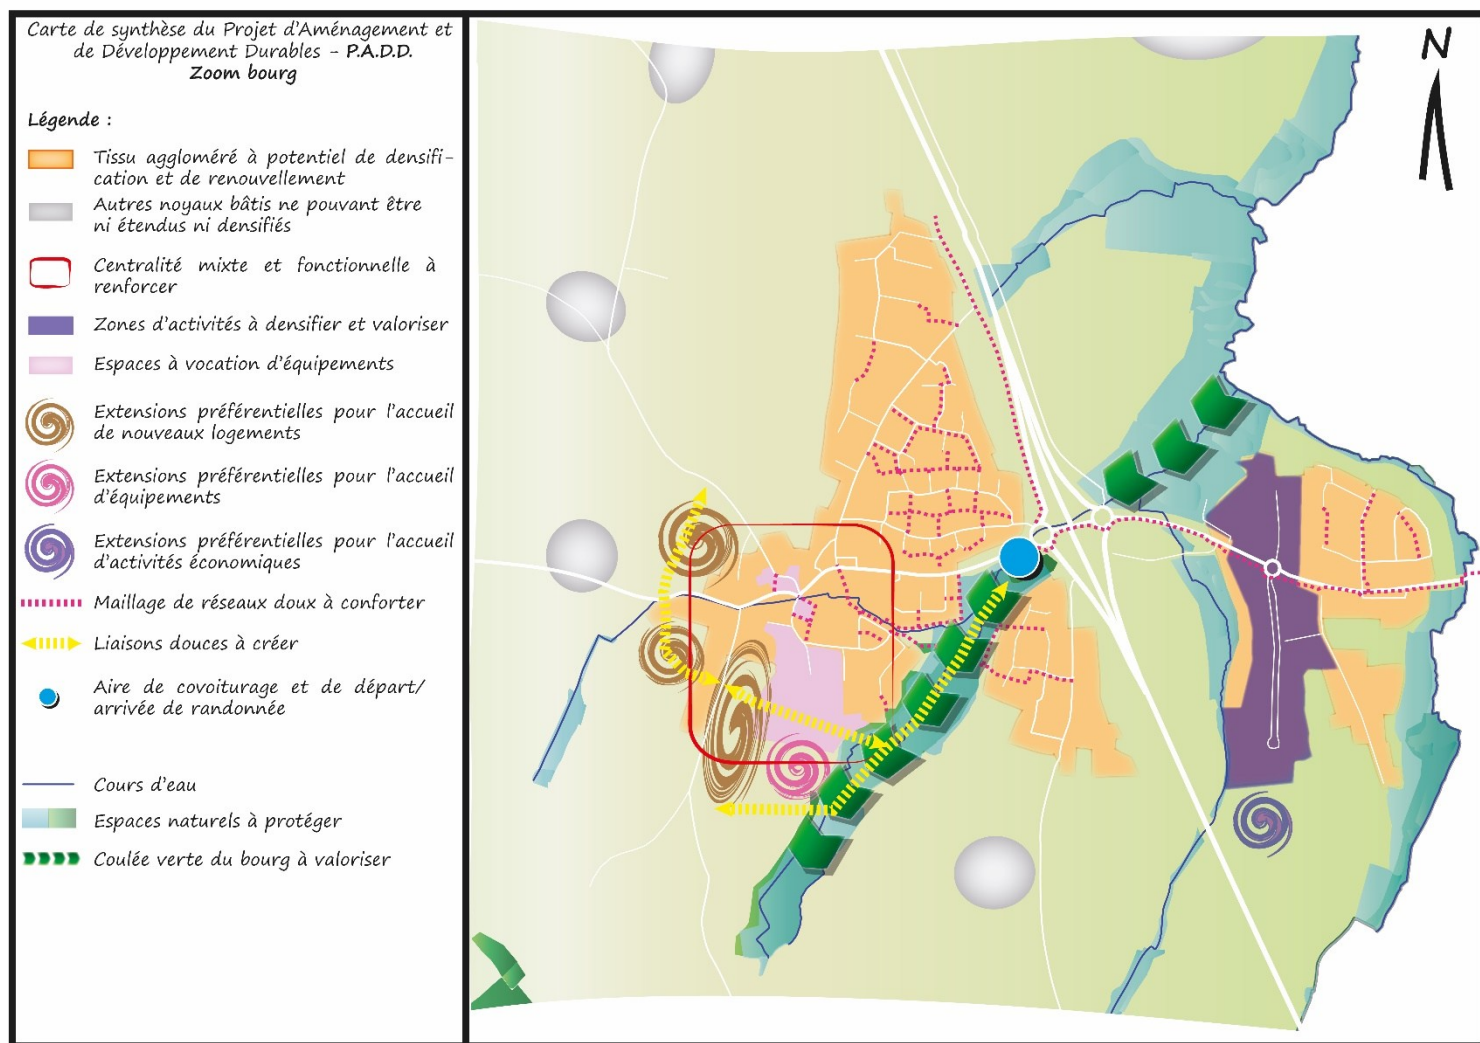 Carte de synthèse du Projet d'Aménagement et
de Développement Durables - P.A.D.D.
Zoom bourg
Légende :
Tissu aggloméré à potentiel de densifi-
cation et de renouvellement
Autres noyaux bâtis ne pouvant être
ni étendus ni densifiés
Centralité mixte et fonctionnelle à
renforcer
Zones d'activités à densifier et valoriser
Espaces à vocation d'équipements
Extensions préférentielles pour l'accueil
de nouveaux logements
Extensions préférentielles pour l'accueil
d'équipements
Extensions préférentielles pour l'accueil
d'activités économiques
Maillage de réseaux doux à conforter
Liaisons douces à créer
Aire de covoiturage et de départ/
arrivée de randonnée
Cours d'eau
Espaces naturels à protéger
Coulée verte du bourg à valoriser
N